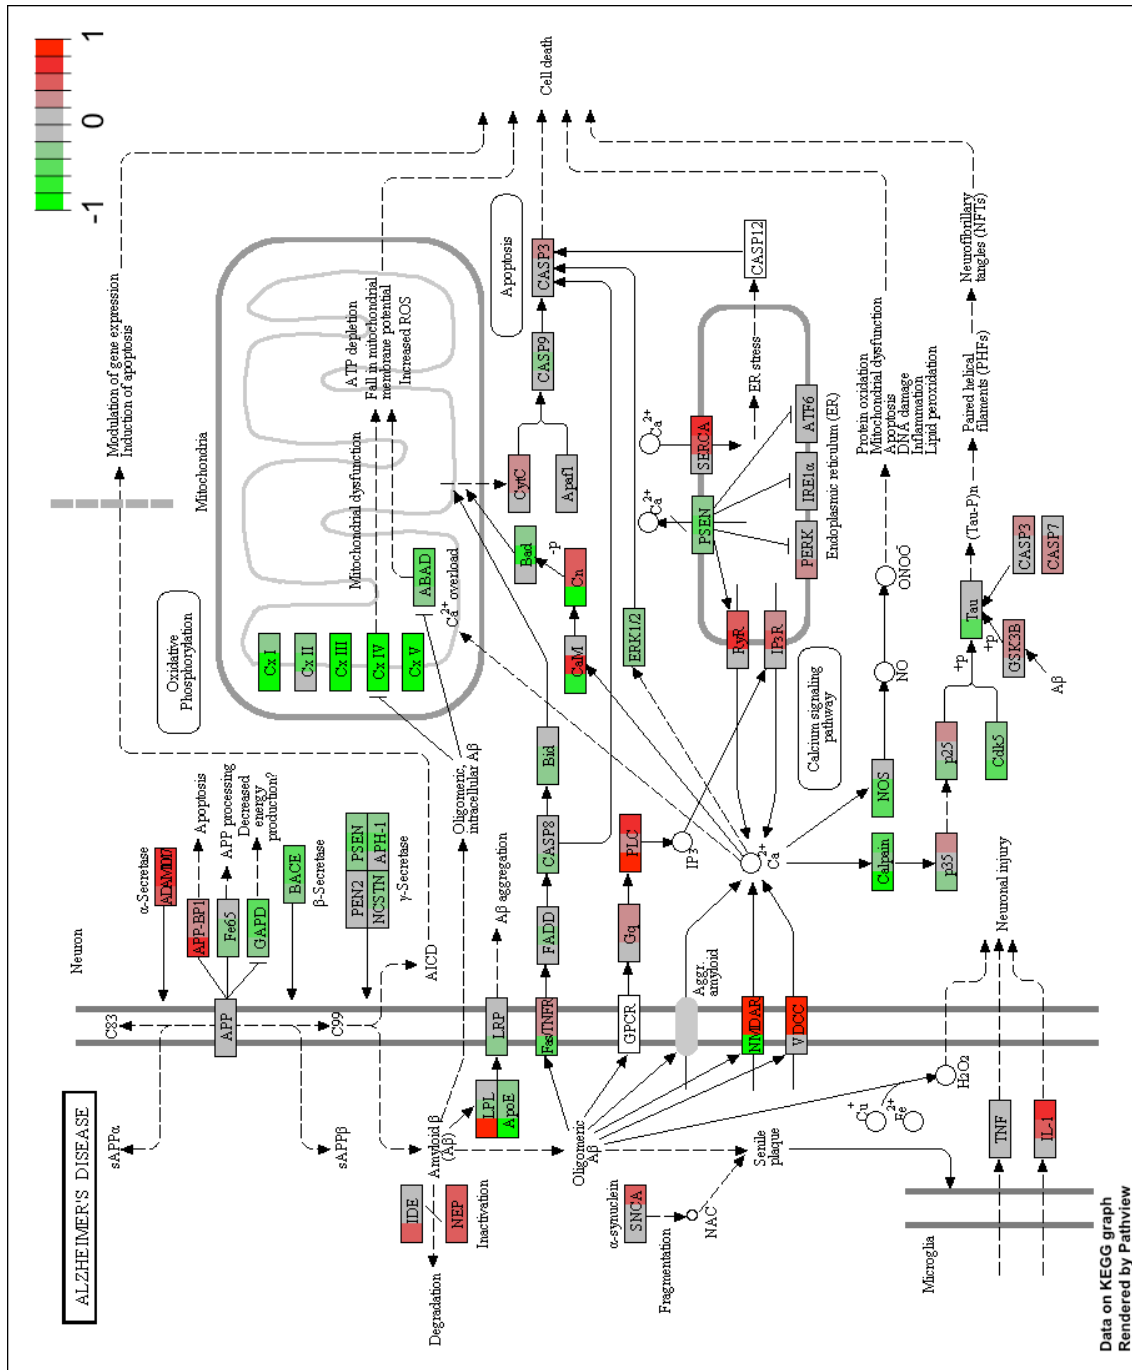 ALZHEIMER'S DISEASE
-1
0
1
Neuron
C83
sAPPα
α-Secretase
ADAM10
APP-BP1
Apoptosis
Fe65
APP processing
GAPD
Decreased
energy
production?
BACE
β-Secretase
APP
C99
sAPPβ
PEN2
PSEN
NCSTN
APH-1
γ-Secretase
AICD
Modulation of gene expression
Induction of apoptosis
Mitochondria
Oxidative
Phosphorylation
Cx I
Cx II
Cx III
Cx IV
Cx V
Mitochondrial dysfunction
ATP depletion
Fall in mitochondrial
membrane potential
Increased ROS
ABAD
Ca2+ overload
Oligomeric,
intracellular Aβ
Cell death
IDE
NEP
Inactivation
Degradation
Amyloid β
(Aβ)
LPL
ApoE
LRP
Aβ aggregation
Oligomeric
Aβ
Fas/TNFR
FADD
CASP8
Bid
Bad
CytC
Apaf1
CASP9
CASP3
Apoptosis
CaM
Cn
-p
GPCR
Gq
PLC
IP3
ERK1/2
Aggr.
amyloid
NMDAR
VDCC
Ca2+
RyR
IP3R
PSEN
Ca2+
SERCA
Ca2+
ER stress
CASP12
PERK
IRE1α
ATF6
Endoplasmic reticulum (ER)
Calcium signaling
pathway
NOS
NO
ONOO-
Protein oxidation
Mitochondrial dysfunction
Apoptosis
DNA damage
Inflammation
Lipid peroxidation
Calpain
p35
p25
Cdk5
+p
Tau
+p
GSK3B
Aβ
CASP3
CASP7
(Tau-P)n
Paired helical
filaments (PHFs)
Neurofibrillary
tangles (NFTs)
α-synuclein
SNCA
Fragmentation
NAC
Senile
plaque
Cu+
Fe2+
H2O2
Microglia
TNF
IL-1
Neuronal injury
Data on KEGG graph
Rendered by Pathview